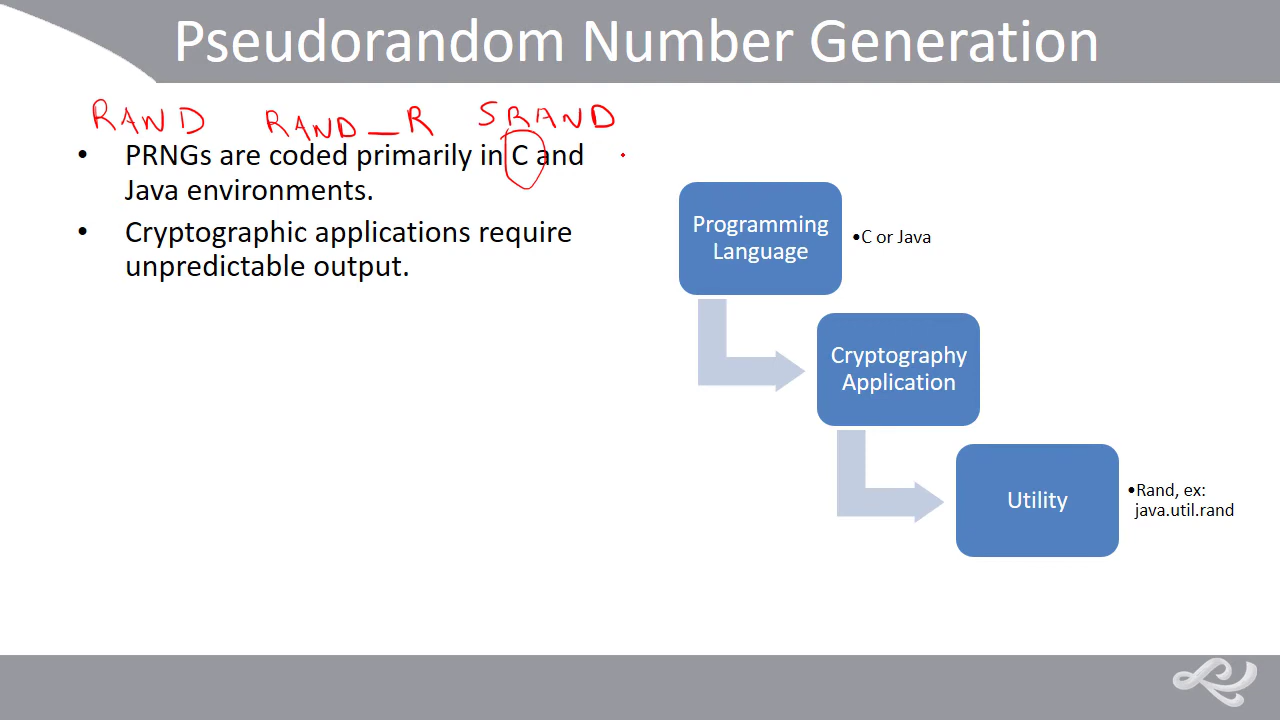 Pseudorandom Number Generation
RAND RAND_R SRAND
• PRNGs are coded primarily in C and
Java environments.
• Cryptographic applications require
unpredictable output.
Programming
Language
•C or Java
Cryptography
Application
Utility
•Rand, ex:
java.util.rand